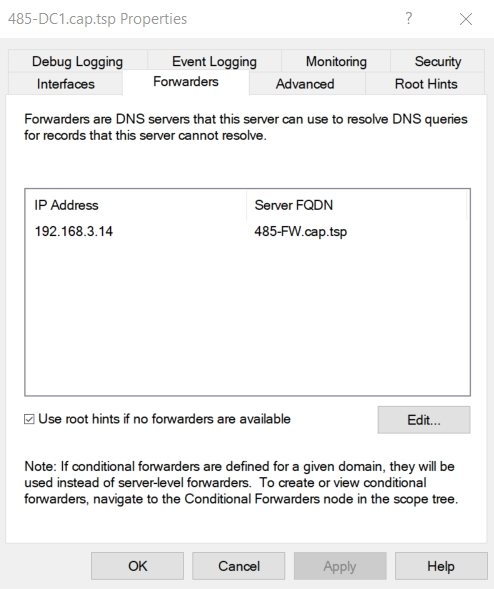 485-DC1.cap.tsp Properties ?
Debug Logging Event Logging Monitoring Security
Interfaces Forwarders Advanced Root Hints
Forwarders are DNS servers that this server can use to resolve DNS queries
for records that this server cannot resolve.
IP Address Server FQDN
192.168.3.14 485-FW.cap.tsp
Use root hints if no forwarders are available Edit...
Note: If conditional forwarders are defined for a given domain, they will be
used instead of server-level forwarders. To create or view conditional
forwarders, navigate to the Conditional Forwarders node in the scope tree.
OK Cancel Apply Help